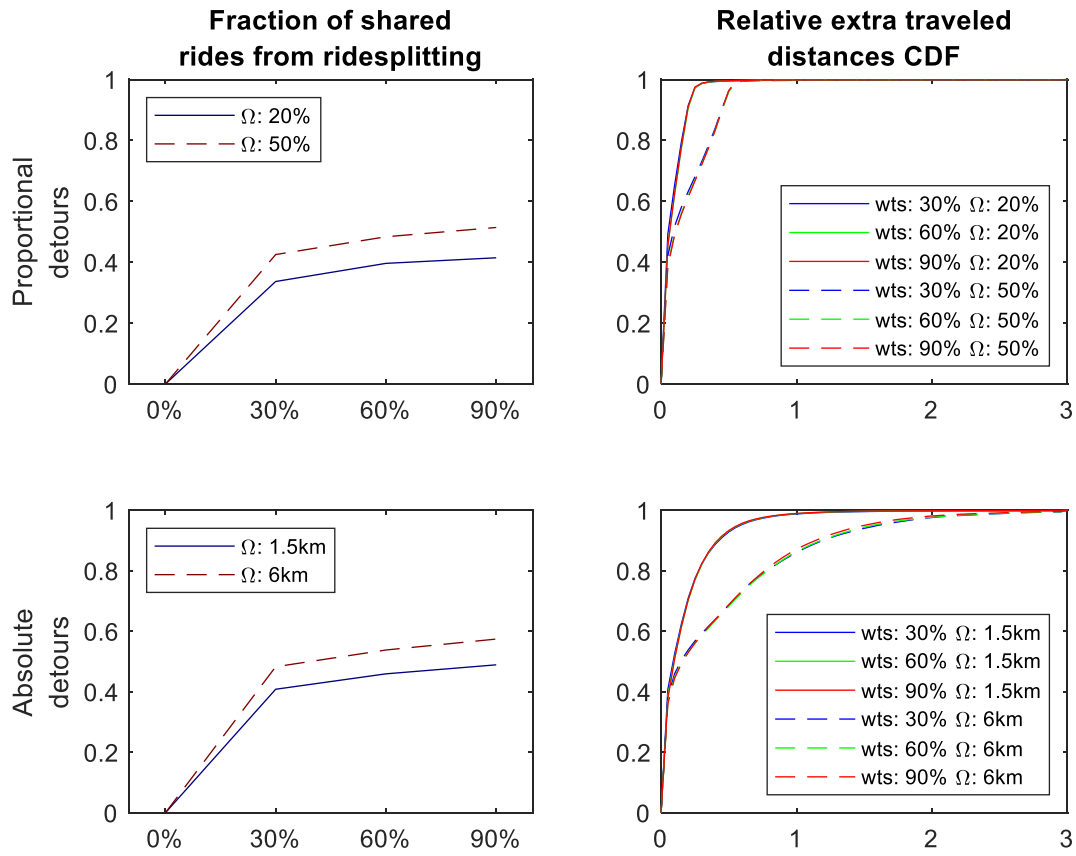 Fraction of shared
rides from ridesplitting
Relative extra traveled
distances CDF
Proportional
detours
1
0.8
0.6
0.4
0.2
0
0%
30%
60%
90%
Ω: 20%
Ω: 50%
1
0.8
0.6
0.4
0.2
0
0
1
2
3
wts: 30% Ω: 20%
wts: 60% Ω: 20%
wts: 90% Ω: 20%
wts: 30% Ω: 50%
wts: 60% Ω: 50%
wts: 90% Ω: 50%
Absolute
detours
1
0.8
0.6
0.4
0.2
0
0%
30%
60%
90%
Ω: 1.5km
Ω: 6km
1
0.8
0.6
0.4
0.2
0
0
1
2
3
wts: 30% Ω: 1.5km
wts: 60% Ω: 1.5km
wts: 90% Ω: 1.5km
wts: 30% Ω: 6km
wts: 60% Ω: 6km
wts: 90% Ω: 6km